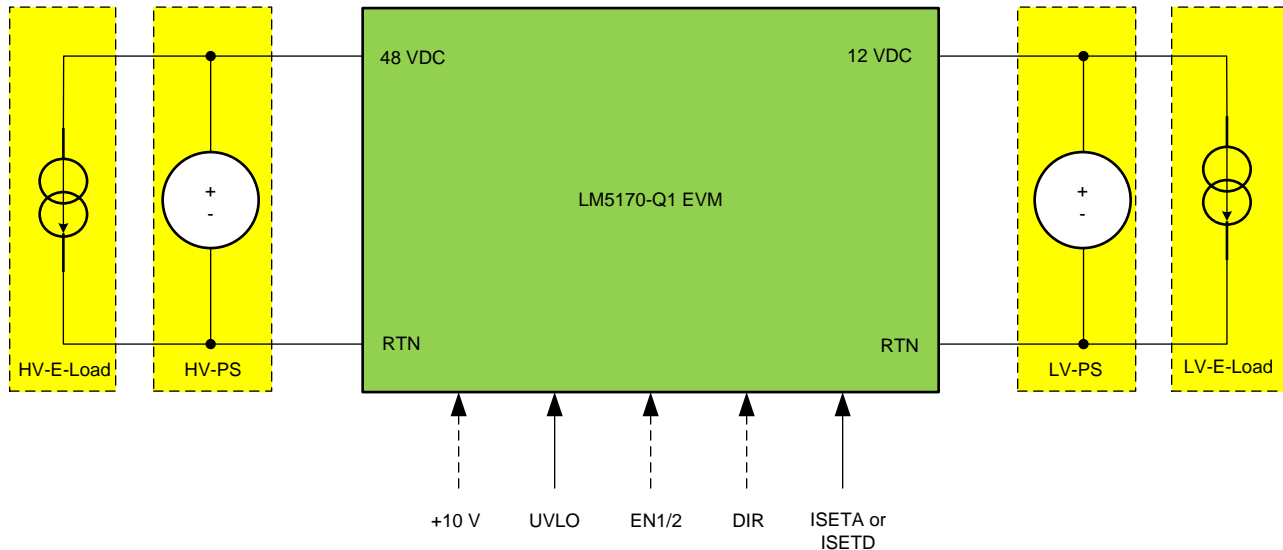 48 VDC
12 VDC
+
-
LM5170-Q1 EVM
+
-
RTN
RTN
HV-E-Load
HV-PS
LV-PS
LV-E-Load
+10 V
UVLO
EN1/2
DIR
ISETA or
ISETD